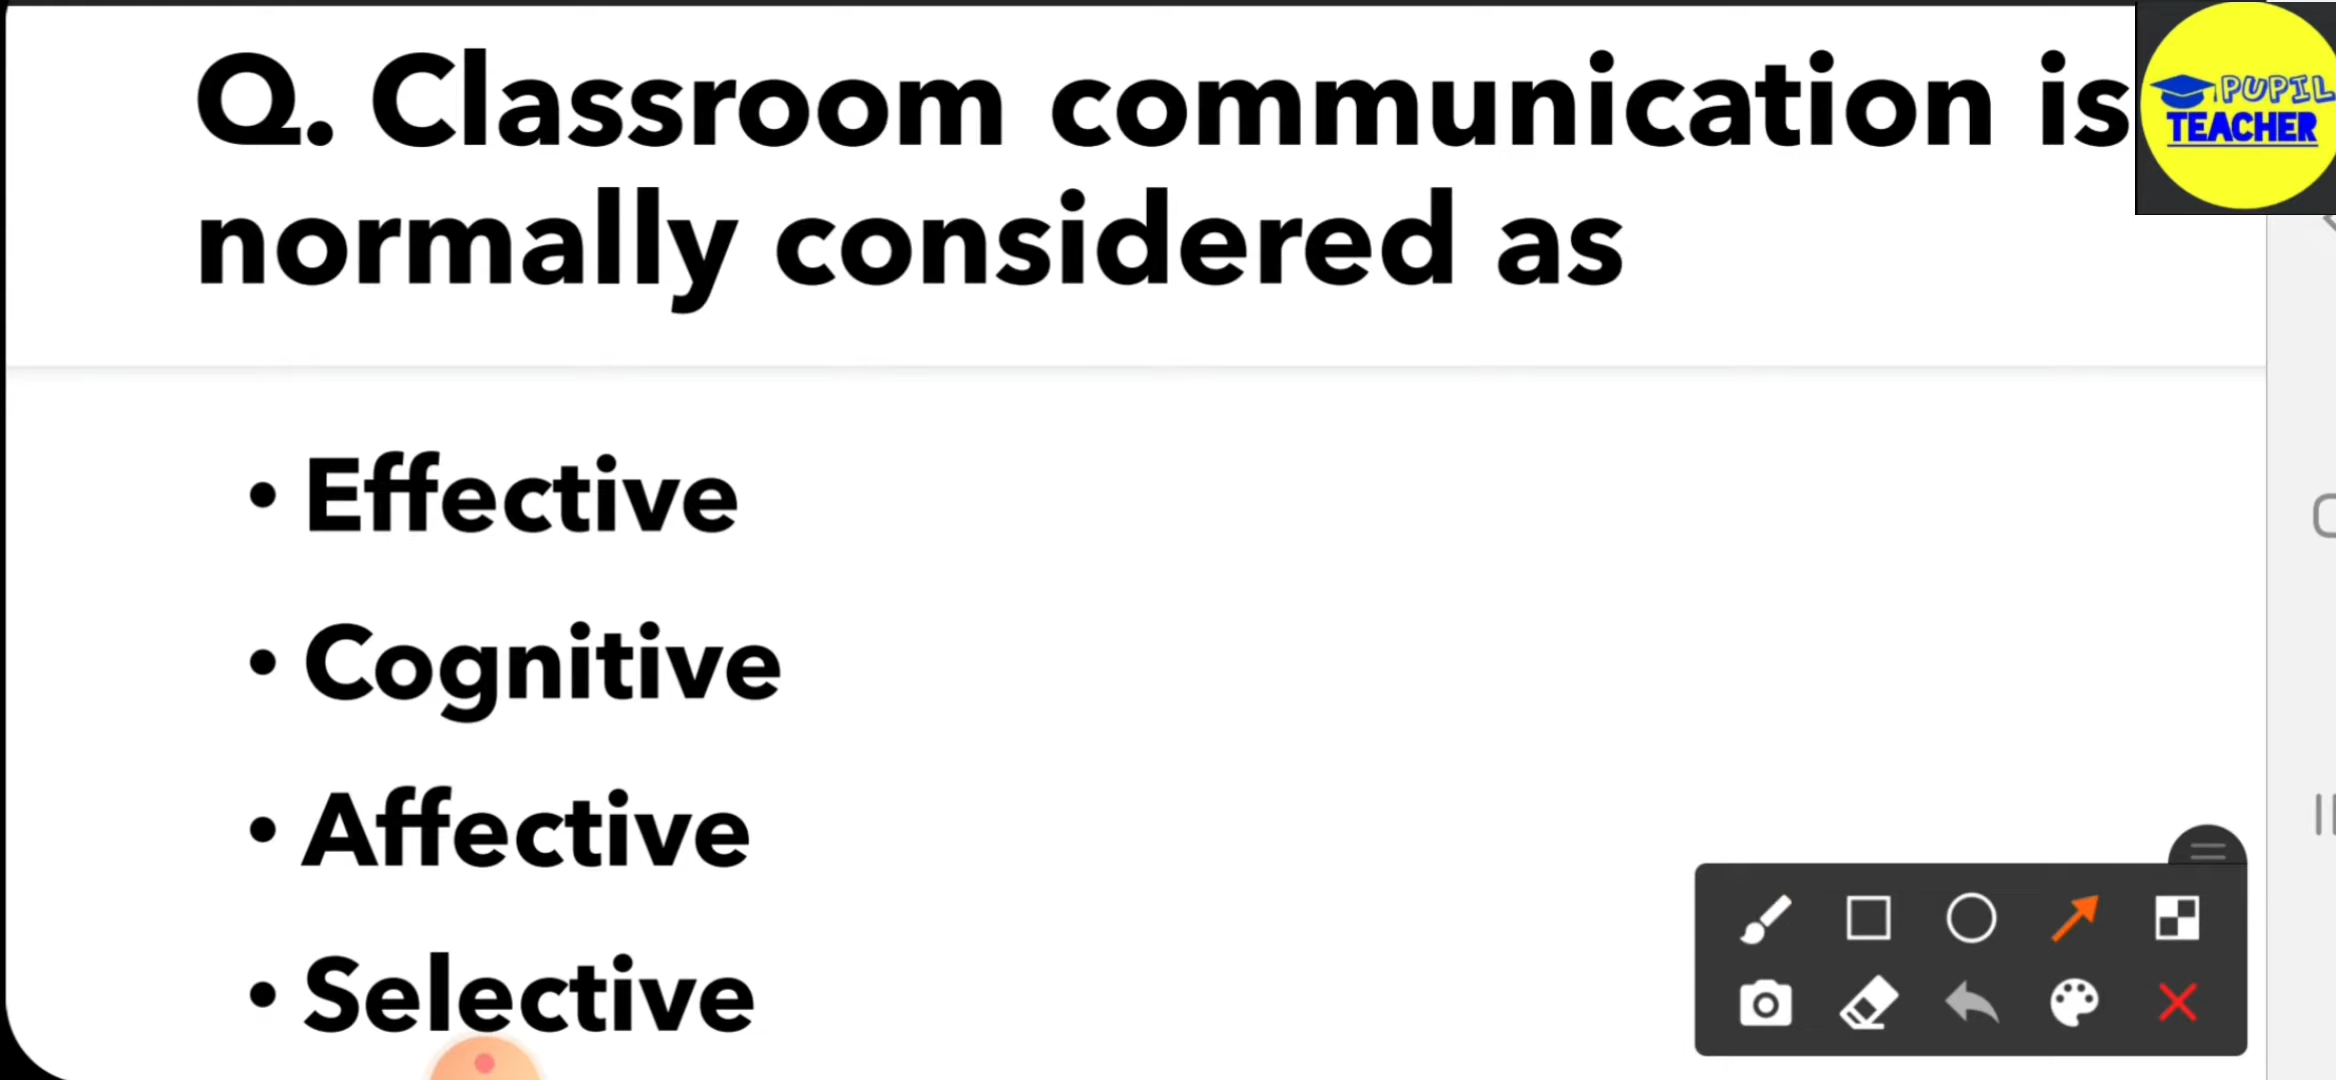 Q. Classroom communication is
normally considered as
PUPIL
TEACHER
• Effective
• Cognitive
• Affective
• Selective